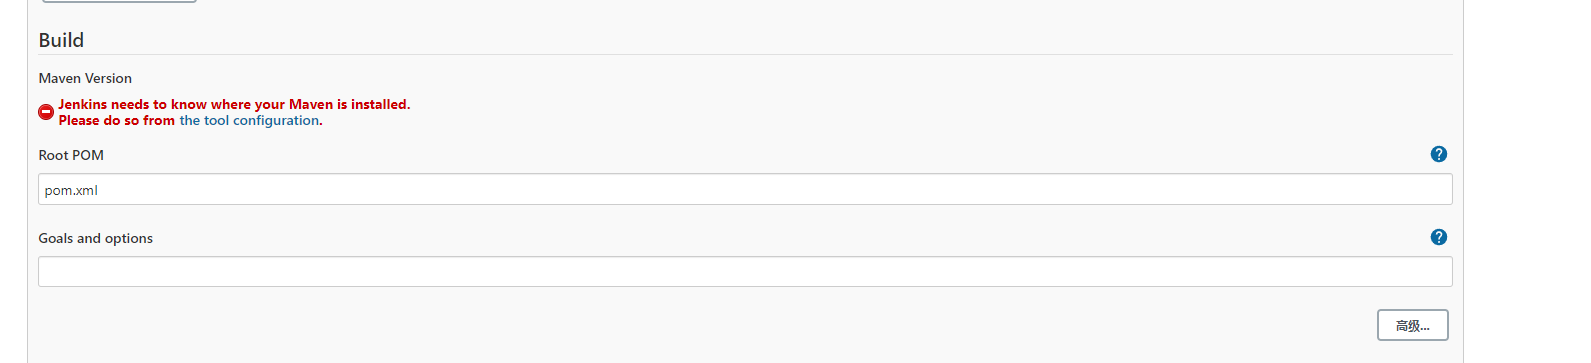 Build
Maven Version
Jenkins needs to know where your Maven is installed.
Please do so from the tool configuration.
Root POM
pom.xml
Goals and options
高级...